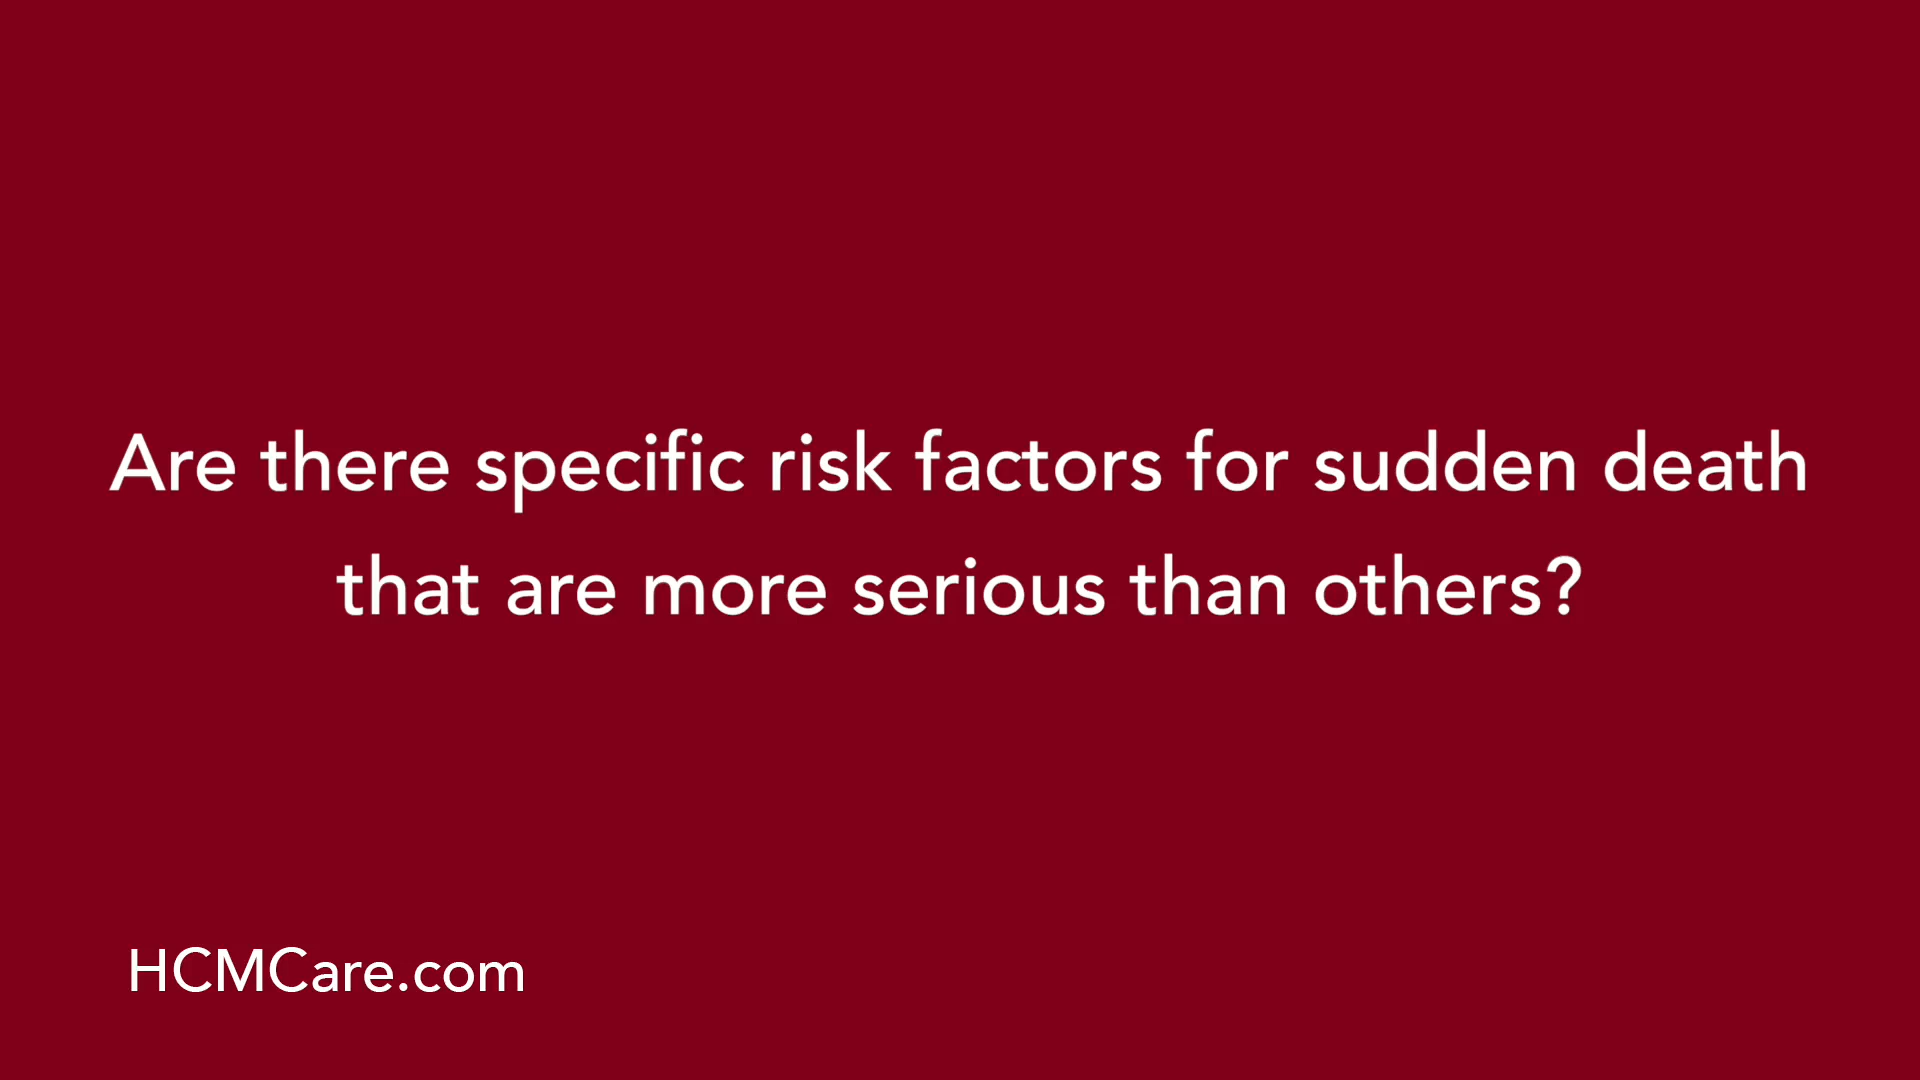 Are there specific risk factors for sudden death
that are more serious than others?
HCMCare.com